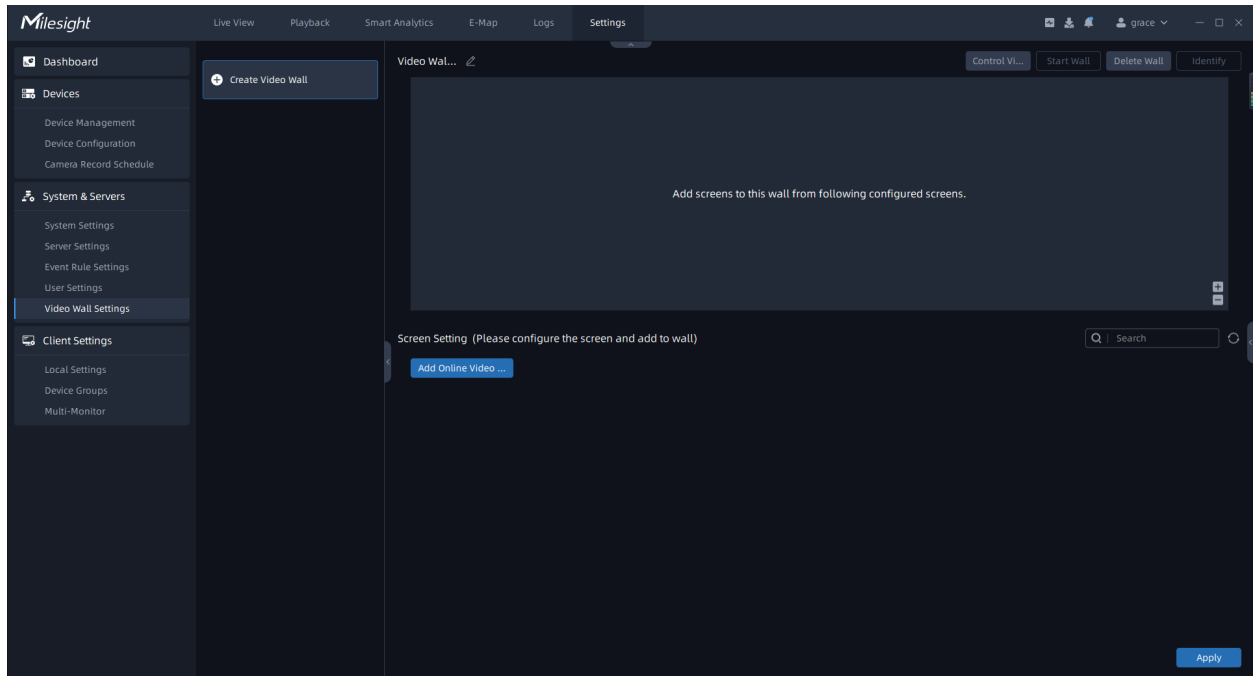 Milesight
Live View
Playback
Smart Analytics
E-Map
Logs
Settings
grace
Dashboard
Devices
Device Management
Device Configuration
Camera Record Schedule
System & Servers
System Settings
Server Settings
Event Rule Settings
User Settings
Video Wall Settings
Client Settings
Local Settings
Device Groups
Multi-Monitor
Create Video Wall
Video Wal...
Control Vi...
Start Wall
Delete Wall
Identify
Add screens to this wall from following configured screens.
Screen Setting (Please configure the screen and add to wall)
Search
Add Online Video ...
Apply